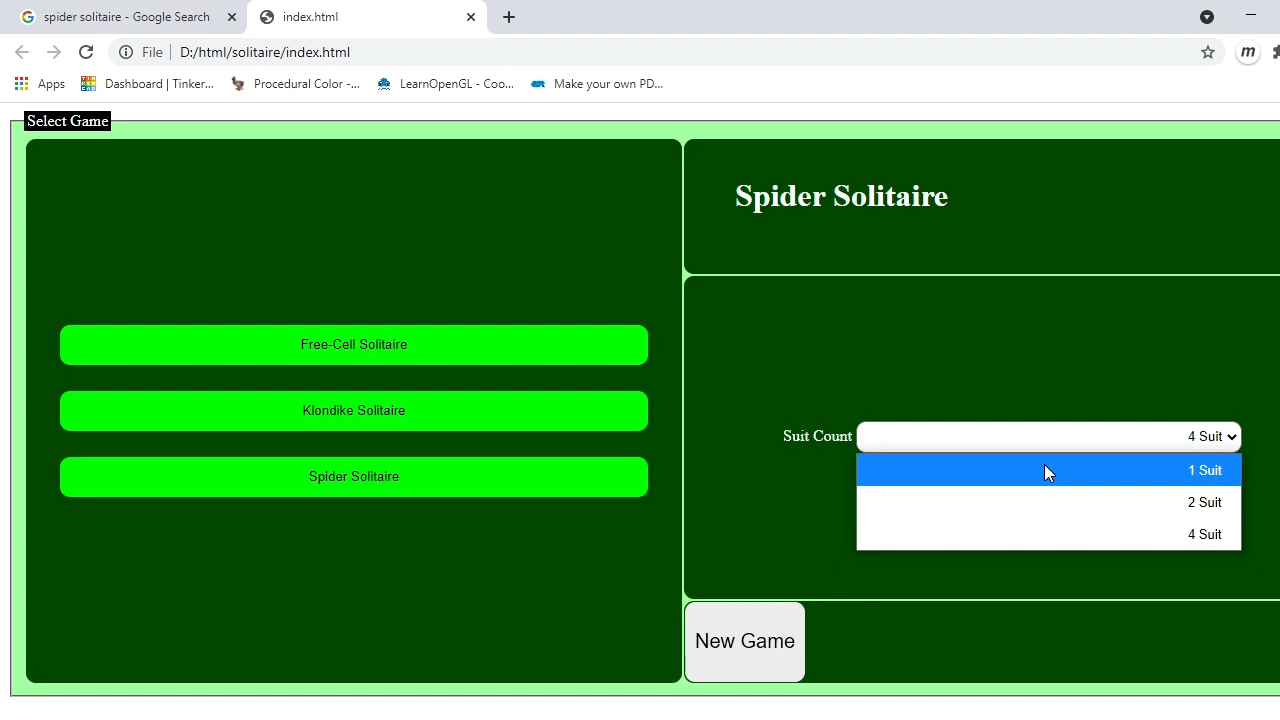 spider solitaire - Google Search
index.html
File
D:/html/solitaire/index.html
m
Apps
Dashboard | Tinker...
Procedural Color -...
LearnOpenGL - Coo...
Make your own PD...
Select Game
Spider Solitaire
Free-Cell Solitaire
Klondike Solitaire
Spider Solitaire
Suit Count
4 Suit
1 Suit
2 Suit
4 Suit
New Game